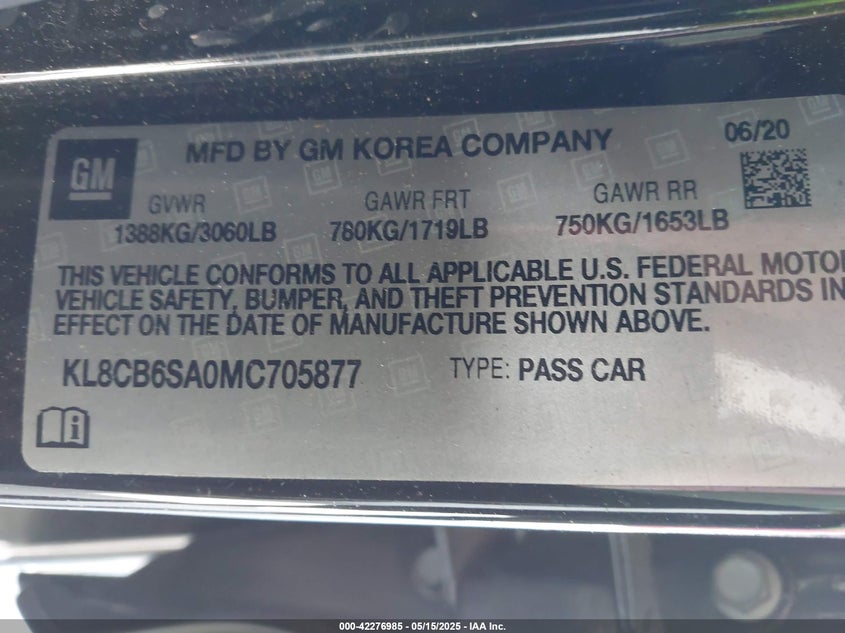 GM
MFD BY GM KOREA COMPANY
06/20
GVWR
GAWR FRT
GAWR RR
1388KG/3060LB
780KG/1719LB
750KG/1653LB
THIS VEHICLE CONFORMS TO ALL APPLICABLE U.S. FEDERAL MOTOR
VEHICLE SAFETY, BUMPER, AND THEFT PREVENTION STANDARDS IN
EFFECT ON THE DATE OF MANUFACTURE SHOWN ABOVE.
KL8CB6SA0MC705877
TYPE: PASS CAR
i
000-42276985 - 05/15/2025 - IAA Inc.